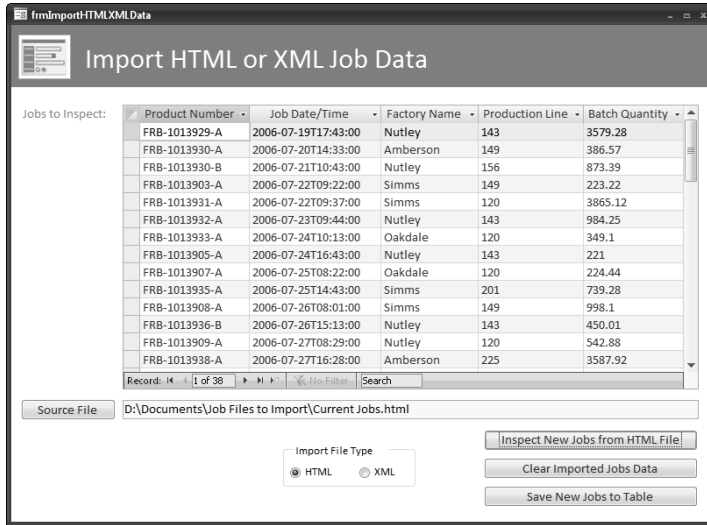 frmImportHTMLXMLData
Import HTML or XML Job Data
Jobs to Inspect:
Product Number Job Date/Time Factory Name Production Line Batch Quantity
FRB-1013929-A 2006-07-19T17:43:00 Nutley 143 3579.28
FRB-1013930-A 2006-07-20T14:33:00 Amberson 149 386.57
FRB-1013930-B 2006-07-21T10:43:00 Nutley 156 873.39
FRB-1013903-A 2006-07-22T09:22:00 Simms 149 223.22
FRB-1013931-A 2006-07-22T09:37:00 Simms 120 3865.12
FRB-1013932-A 2006-07-23T09:44:00 Nutley 143 984.25
FRB-1013933-A 2006-07-24T10:13:00 Oakdale 120 349.1
FRB-1013905-A 2006-07-24T16:43:00 Nutley 143 221
FRB-1013907-A 2006-07-25T08:22:00 Oakdale 120 224.44
FRB-1013935-A 2006-07-25T14:43:00 Simms 201 739.28
FRB-1013908-A 2006-07-26T08:01:00 Simms 149 998.1
FRB-1013936-B 2006-07-26T15:13:00 Nutley 143 450.01
FRB-1013909-A 2006-07-27T08:29:00 Nutley 120 542.88
FRB-1013938-A 2006-07-27T16:28:00 Amberson 225 3587.92
Record: 1 of 38 No Filter Search
Source File D:\Documents\Job Files to Import\Current Jobs.html
Import File Type
HTML XML
Inspect New Jobs from HTML File
Clear Imported Jobs Data
Save New Jobs to Table